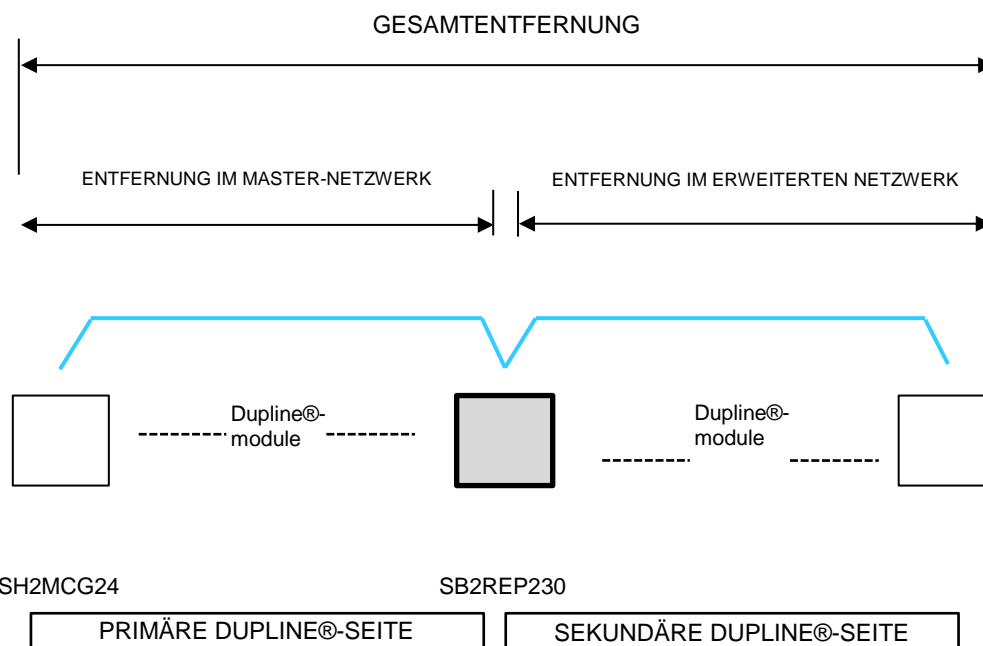 GESAMTENTFERNUNG
ENTFERNUNG IM MASTER-NETZWERK
ENTFERNUNG IM ERWEITERTEN NETZWERK
Dupline®-
module
Dupline®-
module
SH2MCG24
SB2REP230
PRIMÄRE DUPLINE®-SEITE
SEKUNDÄRE DUPLINE®-SEITE